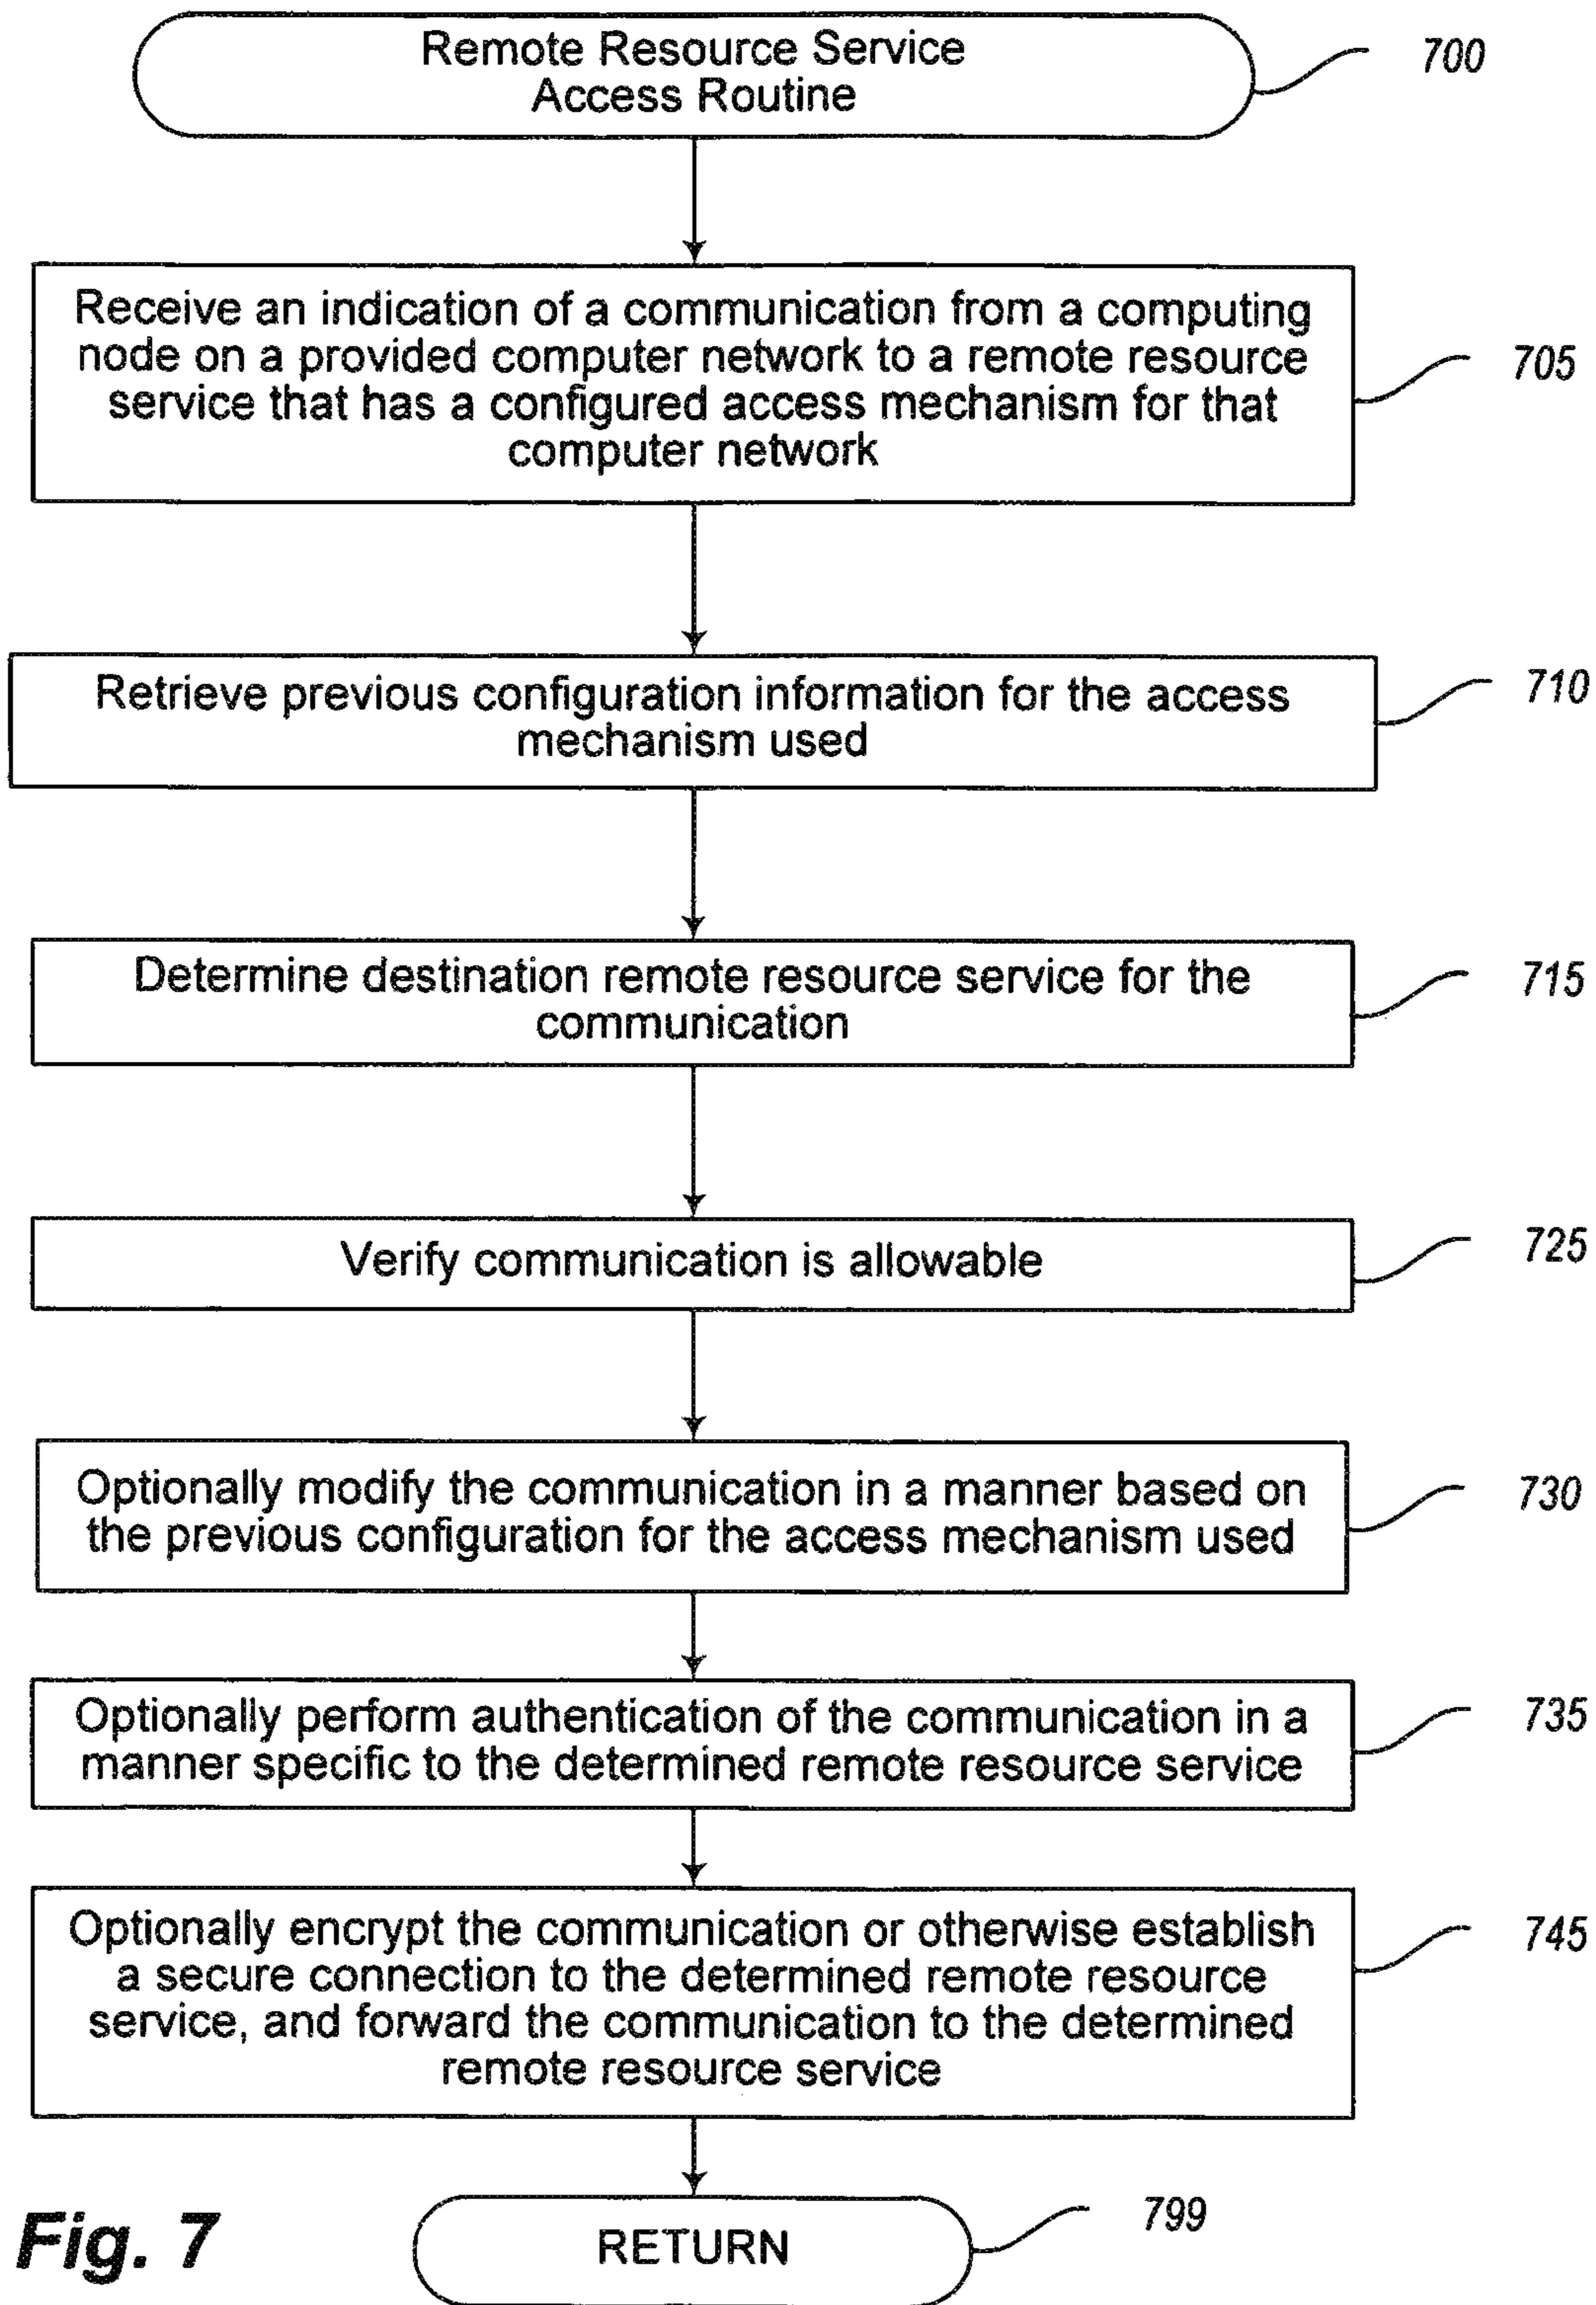 Remote Resource Service
Access Routine
700
Receive an indication of a communication from a computing
node on a provided computer network to a remote resource
service that has a configured access mechanism for that
computer network
705
Retrieve previous configuration information for the access
mechanism used
710
Determine destination remote resource service for the
communication
715
Verify communication is allowable
725
Optionally modify the communication in a manner based on
the previous configuration for the access mechanism used
730
Optionally perform authentication of the communication in a
manner specific to the determined remote resource service
735
Optionally encrypt the communication or otherwise establish
a secure connection to the determined remote resource
service, and forward the communication to the determined
remote resource service
745
RETURN
799
Fig. 7